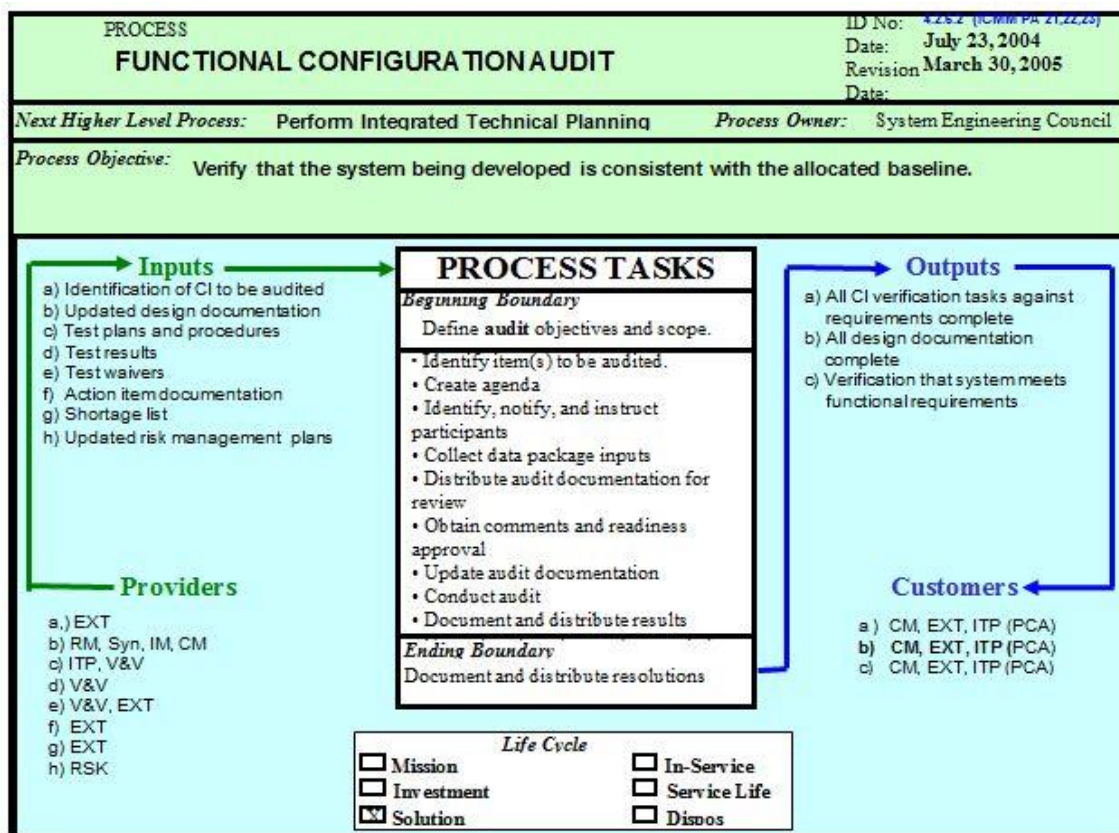 PROCESS
FUNCTIONAL CONFIGURATION AUDIT
ID No: 4.2.6.2 (iCMM PA 21,22,23)
Date: July 23, 2004
Revision March 30, 2005
Date:
Next Higher Level Process: Perform Integrated Technical Planning Process Owner: System Engineering Council
Process Objective: Verify that the system being developed is consistent with the allocated baseline.
Inputs
a) Identification of CI to be audited
b) Updated design documentation
c) Test plans and procedures
d) Test results
e) Test waivers
f) Action item documentation
g) Shortage list
h) Updated risk management plans
Providers
a.) EXT
b) RM, Syn, IM, CM
c) ITP, V&V
d) V&V
e) V&V, EXT
f) EXT
g) EXT
h) RSK
PROCESS TASKS
Beginning Boundary
Define audit objectives and scope.
• Identify item(s) to be audited.
• Create agenda
• Identify, notify, and instruct
participants
• Collect data package inputs
• Distribute audit documentation for
review
• Obtain comments and readiness
approval
• Update audit documentation
• Conduct audit
• Document and distribute results
Ending Boundary
Document and distribute resolutions
Outputs
a) All CI verification tasks against
requirements complete
b) All design documentation
complete
c) Verification that system meets
functional requirements
Customers
a) CM, EXT, ITP (PCA)
b) CM, EXT, ITP (PCA)
c) CM, EXT, ITP (PCA)
Life Cycle
Mission
Investment
X Solution
In-Service
Service Life
Dispos